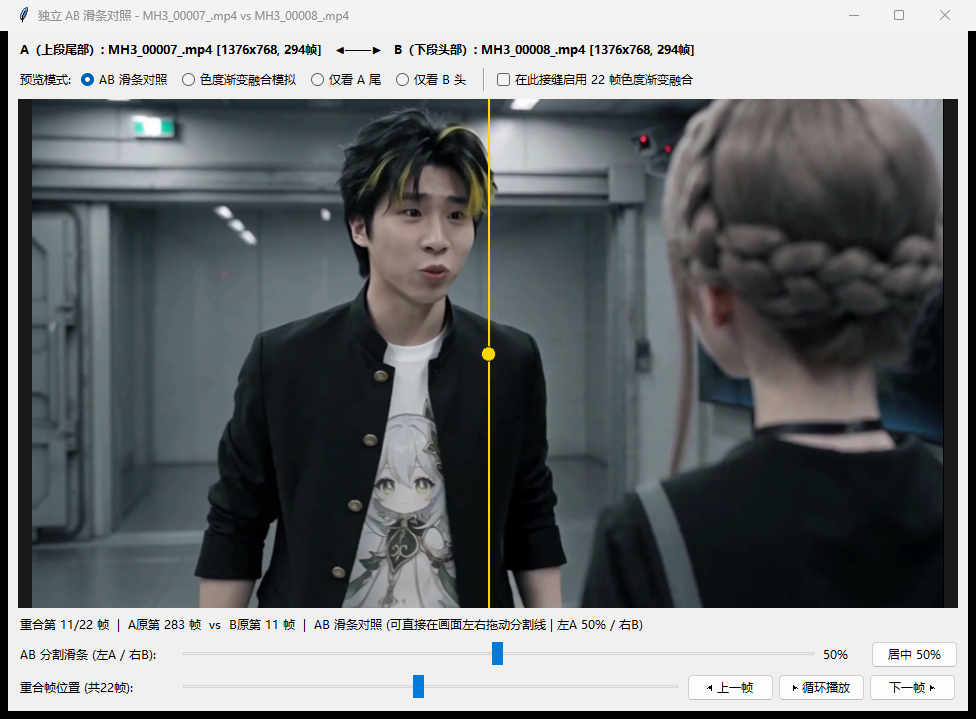 独立 AB 滑条对照 - MH3_00007_.mp4 vs MH3_00008_.mp4
A（上段尾部）: MH3_00007_.mp4 [1376x768, 294帧] ◄──► B（下段头部）: MH3_00008_.mp4 [1376x768, 294帧]
预览模式: AB 滑条对照 色度渐变融合模拟 仅看 A 尾 仅看 B 头 在此接缝启用 22 帧色度渐变融合
重合第 11/22 帧 | A原第 283 帧 vs B原第 11 帧 | AB 滑条对照 (可直接在画面左右拖动分割线 | 左A 50% / 右B)
AB 分割滑条 (左A / 右B): 50% 居中 50%
重合帧位置 (共22帧): ◂ 上一帧 ▸ 循环播放 下一帧 ▸